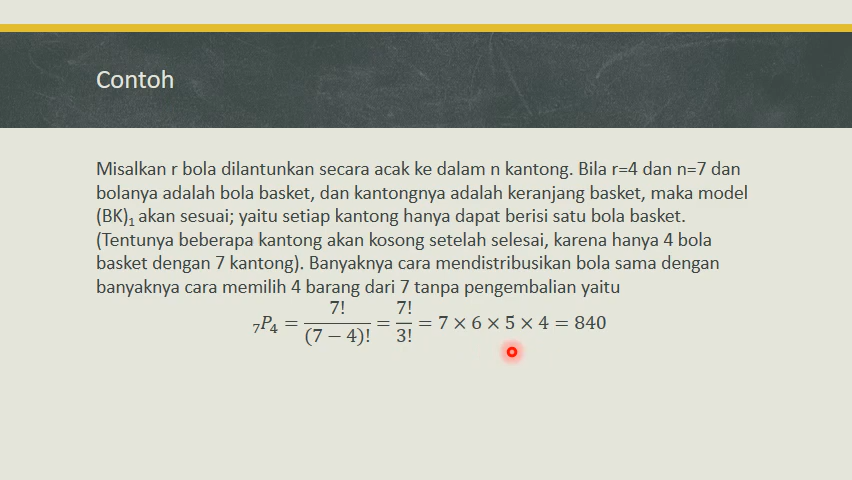 Contoh
Misalkan r bola dilantunkan secara acak ke dalam n kantong. Bila r=4 dan n=7 dan
bolanya adalah bola basket, dan kantongnya adalah keranjang basket, maka model
(BK)₁ akan sesuai; yaitu setiap kantong hanya dapat berisi satu bola basket.
(Tentunya beberapa kantong akan kosong setelah selesai, karena hanya 4 bola
basket dengan 7 kantong). Banyaknya cara mendistribusikan bola sama dengan
banyaknya cara memilih 4 barang dari 7 tanpa pengembalian yaitu
₇P₄ = 7!/(7 − 4)! = 7!/3! = 7 × 6 × 5 × 4 = 840